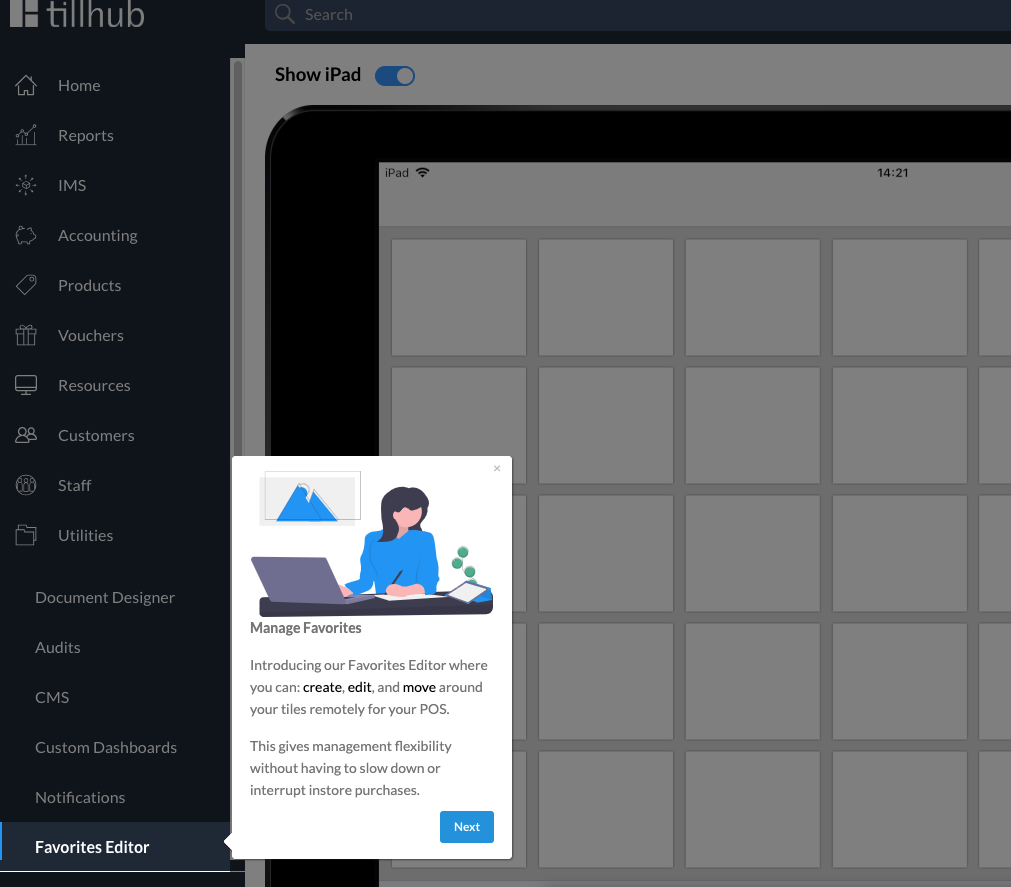 tillhub
Search
Show iPad
Home
Reports
IMS
Accounting
Products
Vouchers
Resources
Customers
Staff
Utilities
Document Designer
Audits
CMS
Custom Dashboards
Notifications
Favorites Editor
iPad
14:21
×
Manage Favorites
Introducing our Favorites Editor where
you can: create, edit, and move around
your tiles remotely for your POS.
This gives management flexibility
without having to slow down or
interrupt instore purchases.
Next